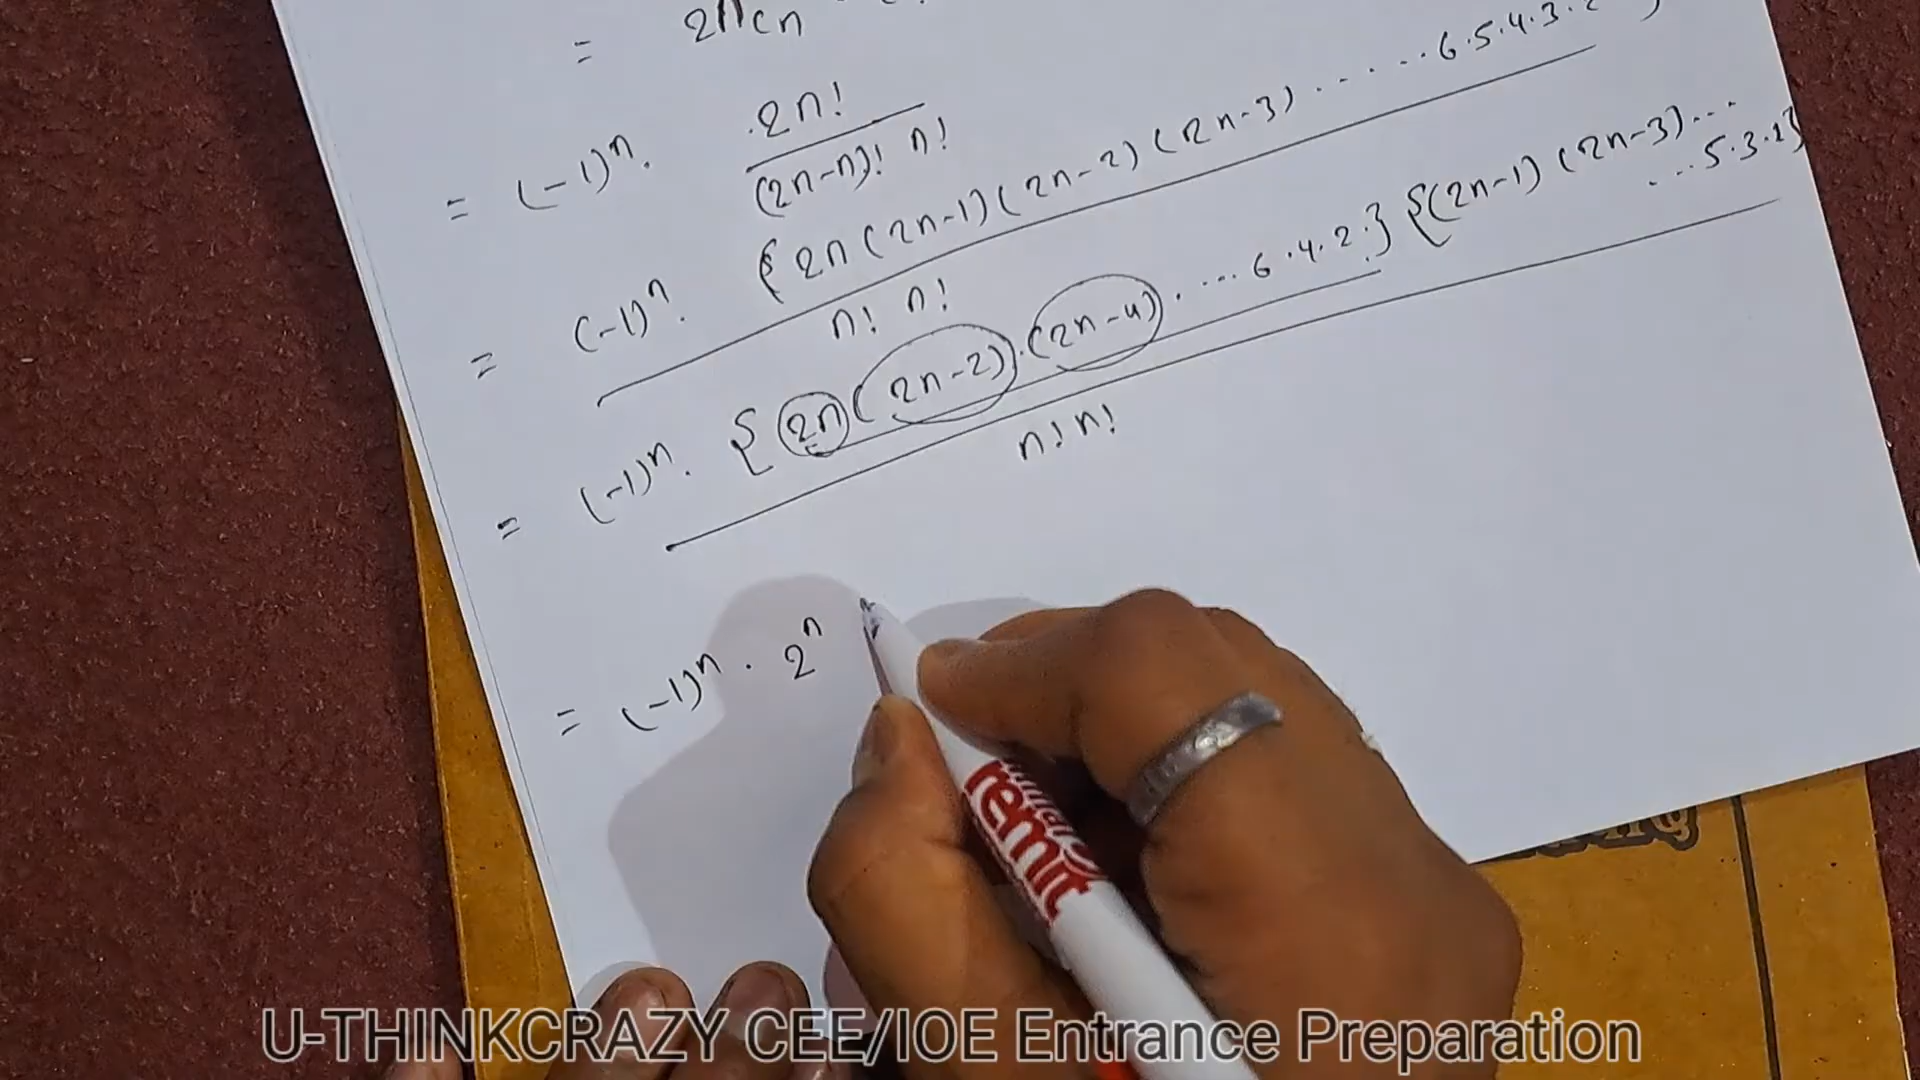 = 2nCn
= (-1)^n . 2n! / (2n-n)! n!
= (-1)^n . {2n(2n-1)(2n-2)(2n-3)......6.5.4.3.2 / n! n!
= (-1)^n . {2n(2n-2).(2n-4)....6.4.2.}{(2n-1)(2n-3)......5.3.1} / n! n!
= (-1)^n . 2^n
remit
U-THINKCRAZY CEE/IOE Entrance Preparation